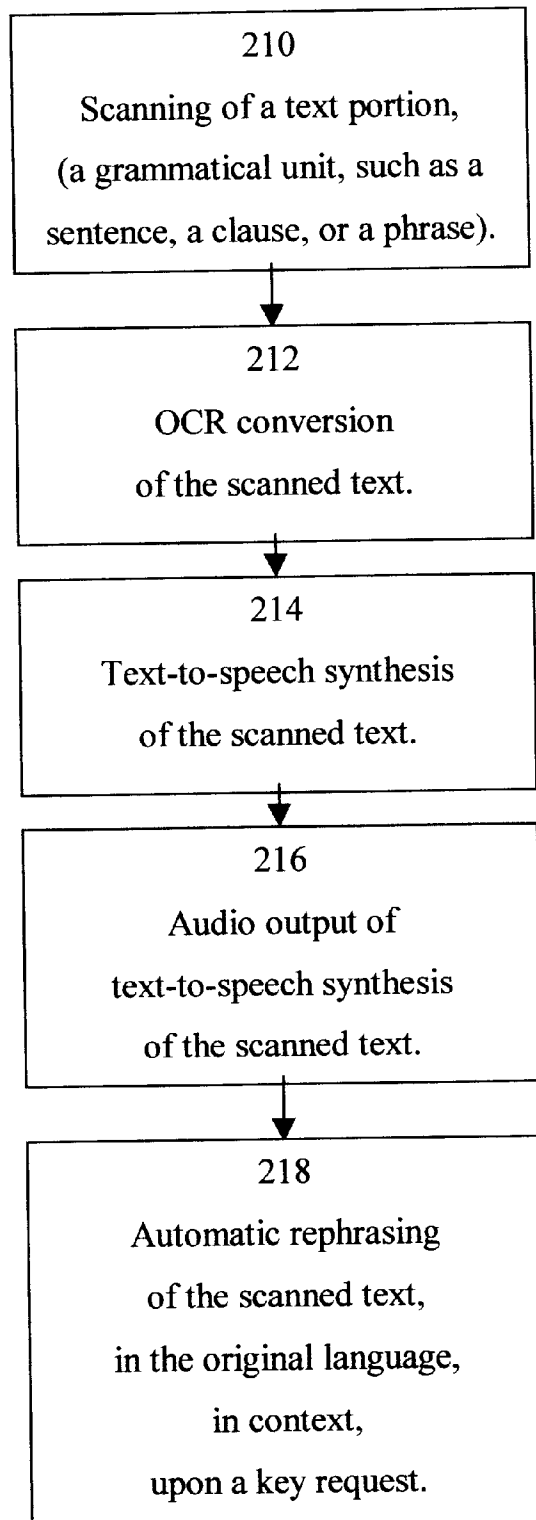 210
Scanning of a text portion,
(a grammatical unit, such as a
sentence, a clause, or a phrase).
212
OCR conversion
of the scanned text.
214
Text-to-speech synthesis
of the scanned text.
216
Audio output of
text-to-speech synthesis
of the scanned text.
218
Automatic rephrasing
of the scanned text,
in the original language,
in context,
upon a key request.